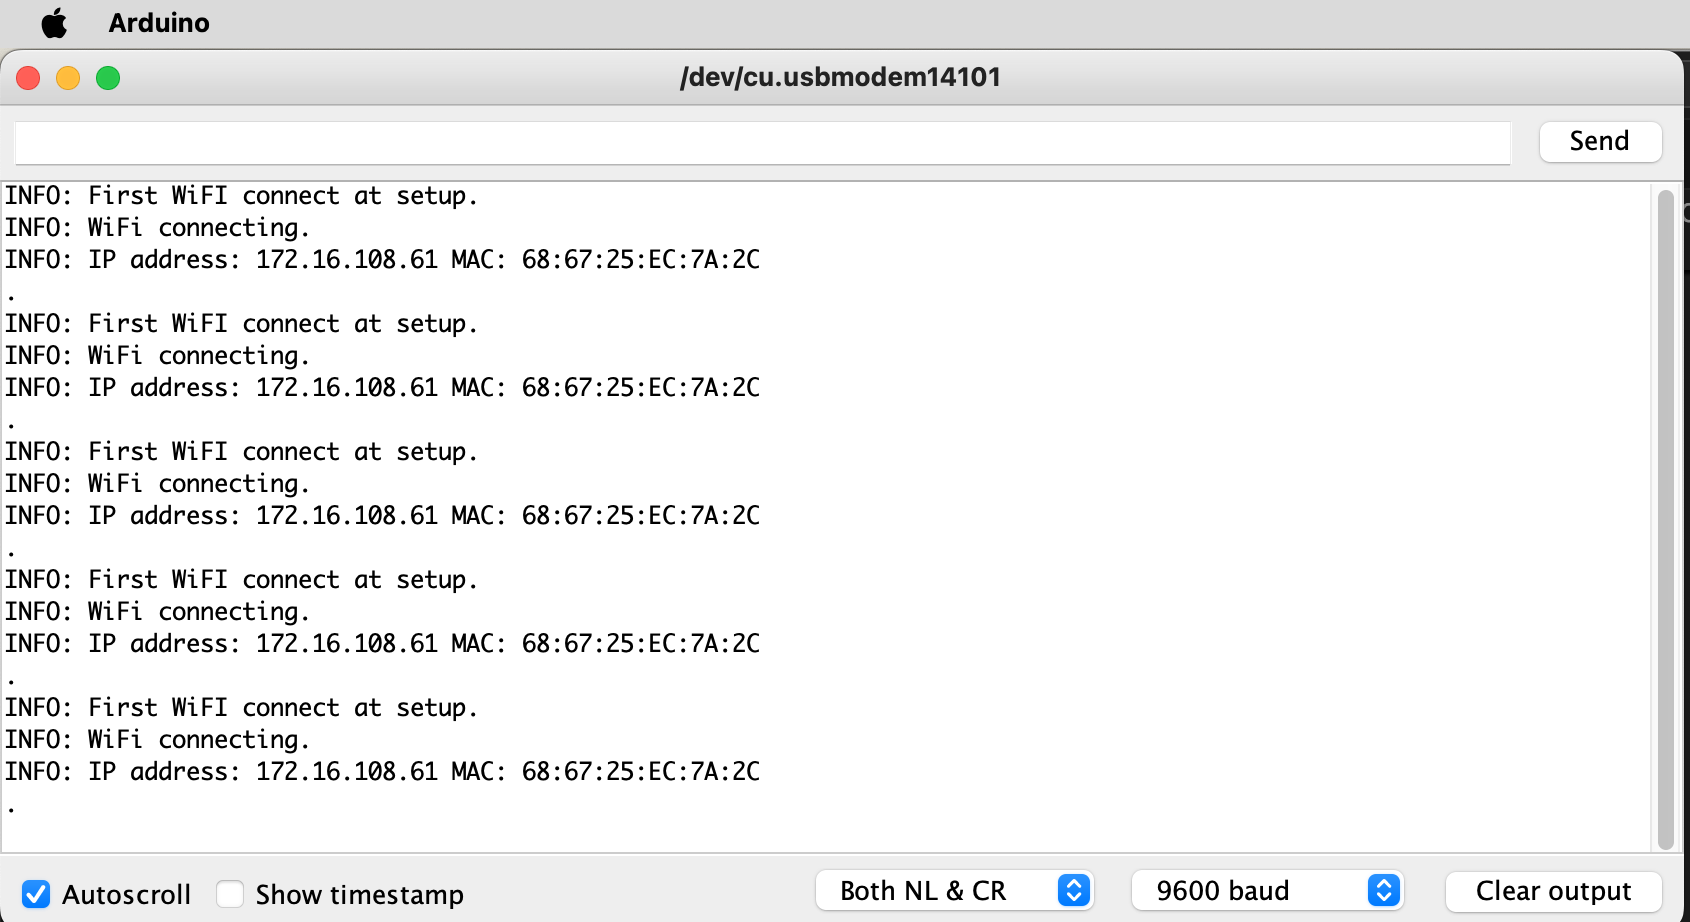 Arduino
/dev/cu.usbmodem14101
Send
INFO: First WiFI connect at setup.
INFO: WiFi connecting.
INFO: IP address: 172.16.108.61 MAC: 68:67:25:EC:7A:2C
.
INFO: First WiFI connect at setup.
INFO: WiFi connecting.
INFO: IP address: 172.16.108.61 MAC: 68:67:25:EC:7A:2C
.
INFO: First WiFI connect at setup.
INFO: WiFi connecting.
INFO: IP address: 172.16.108.61 MAC: 68:67:25:EC:7A:2C
.
INFO: First WiFI connect at setup.
INFO: WiFi connecting.
INFO: IP address: 172.16.108.61 MAC: 68:67:25:EC:7A:2C
.
INFO: First WiFI connect at setup.
INFO: WiFi connecting.
INFO: IP address: 172.16.108.61 MAC: 68:67:25:EC:7A:2C
.
Autoscroll Show timestamp Both NL & CR 9600 baud Clear output